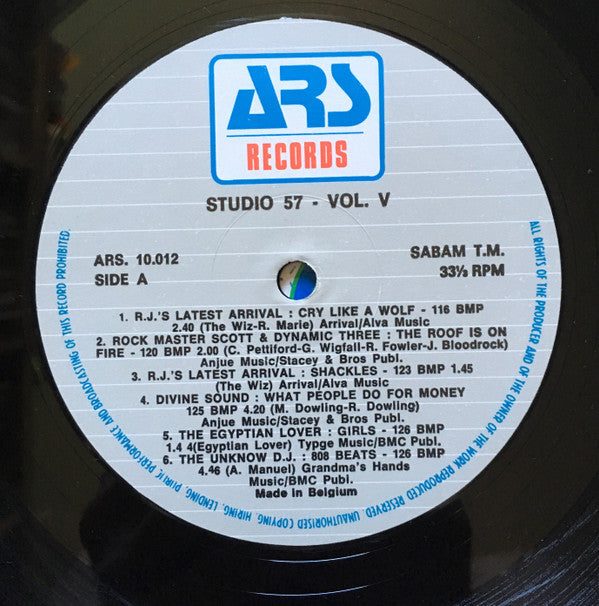 ARS
RECORDS
STUDIO 57 - VOL. V
ARS. 10.012
SIDE A
SABAM T.M.
33⅓ RPM
1. R.J.'S LATEST ARRIVAL : CRY LIKE A WOLF - 116 BMP
2.40 (The Wiz-R. Marie) Arrival/Alva Music
2. ROCK MASTER SCOTT & DYNAMIC THREE : THE ROOF IS ON
FIRE - 120 BMP 2.00 (C. Pettiford-G. Wigfall-R. Fowler-J. Bloodrock)
Anjue Music/Stacey & Bros Publ.
3. R.J.'S LATEST ARRIVAL : SHACKLES - 123 BMP 1.45
(The Wiz) Arrival/Alva Music
4. DIVINE SOUND : WHAT PEOPLE DO FOR MONEY
125 BMP 4.20 (M. Dowling-R. Dowling)
Anjue Music/Stacey & Bros Publ.
5. THE EGYPTIAN LOVER : GIRLS - 126 BMP
1.4 4(Egyptian Lover) Typge Music/BMC Publ.
6. THE UNKNOW D.J. : 808 BEATS - 126 BMP
4.46 (A. Manuel) Grandma's Hands
Music/BMC Publ.
Made in Belgium
ALL RIGHTS OF THE PRODUCER AND OF THE OWNER OF THE WORK REPRODUCED RESERVED. UNAUTHORISED COPYING, HIRING, LENDING, PUBLIC PERFORMANCE AND BROADCASTING OF THIS RECORD PROHIBITED.